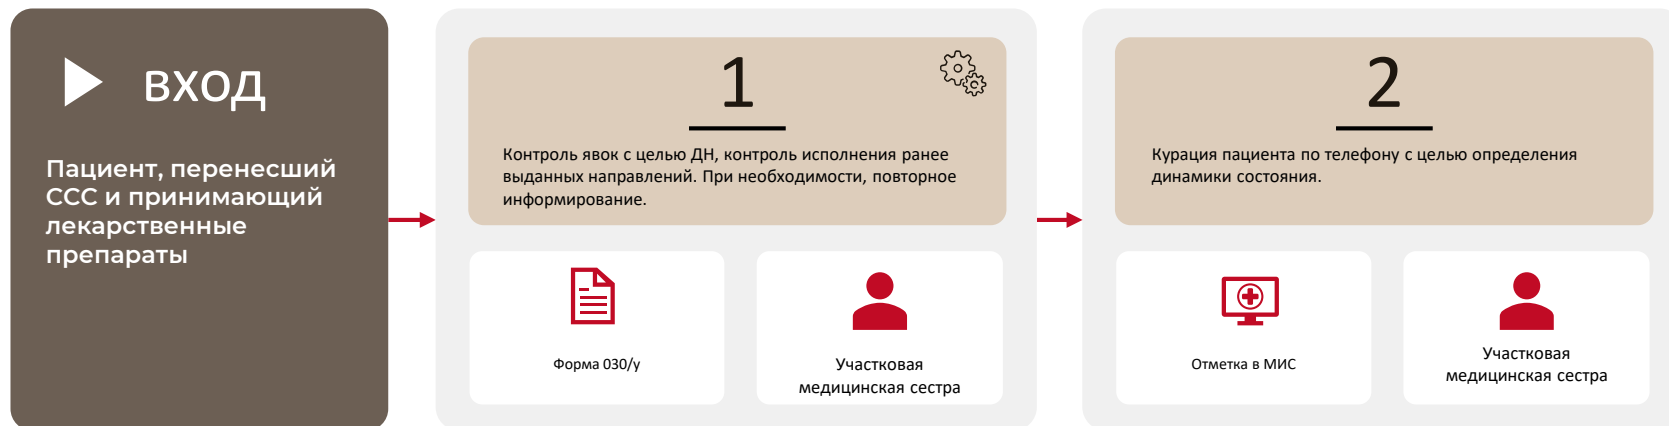 ВХОД
Пациент, перенесший
ССС и принимающий
лекарственные
препараты
1
Контроль явок с целью ДН, контроль исполнения ранее
выданных направлений. При необходимости, повторное
информирование.
Форма 030/у
Участковая
медицинская сестра
2
Курация пациента по телефону с целью определения
динамики состояния.
Отметка в МИС
Участковая
медицинская сестра